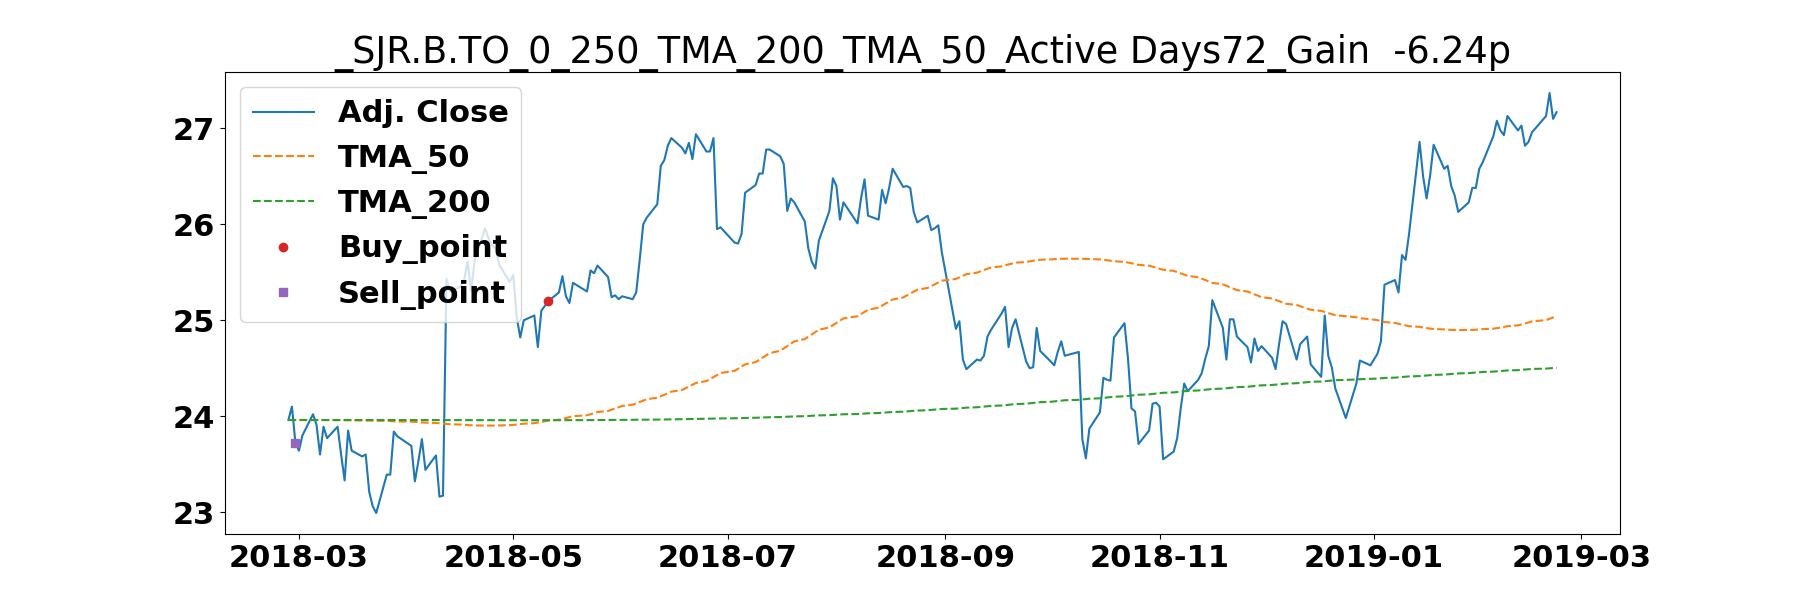 _SJR.B.TO_0_250_TMA_200_TMA_50_Active Days72_Gain  -6.24p
Adj. Close
TMA_50
TMA_200
Buy_point
Sell_point
27
26
25
24
23
2018-03 2018-05 2018-07 2018-09 2018-11 2019-01 2019-03